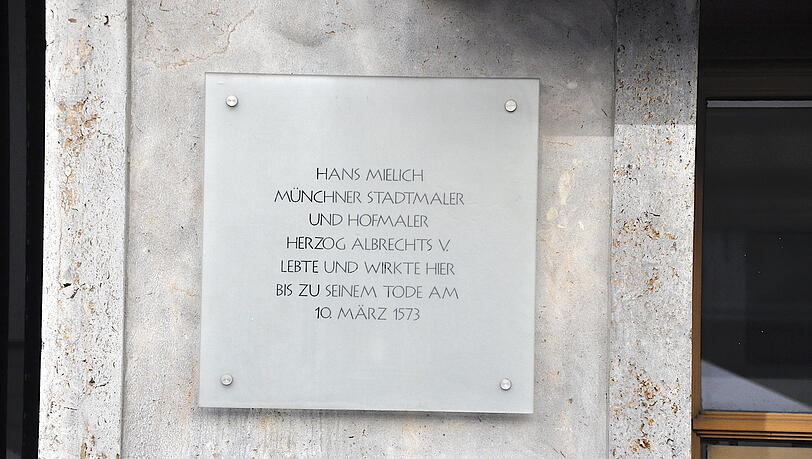 HANS MIELICH
MÜNCHNER STADTMALER
UND HOFMALER
HERZOG ALBRECHTS V.
LEBTE UND WIRKTE HIER
BIS ZU SEINEM TODE AM
10. MÄRZ 1573